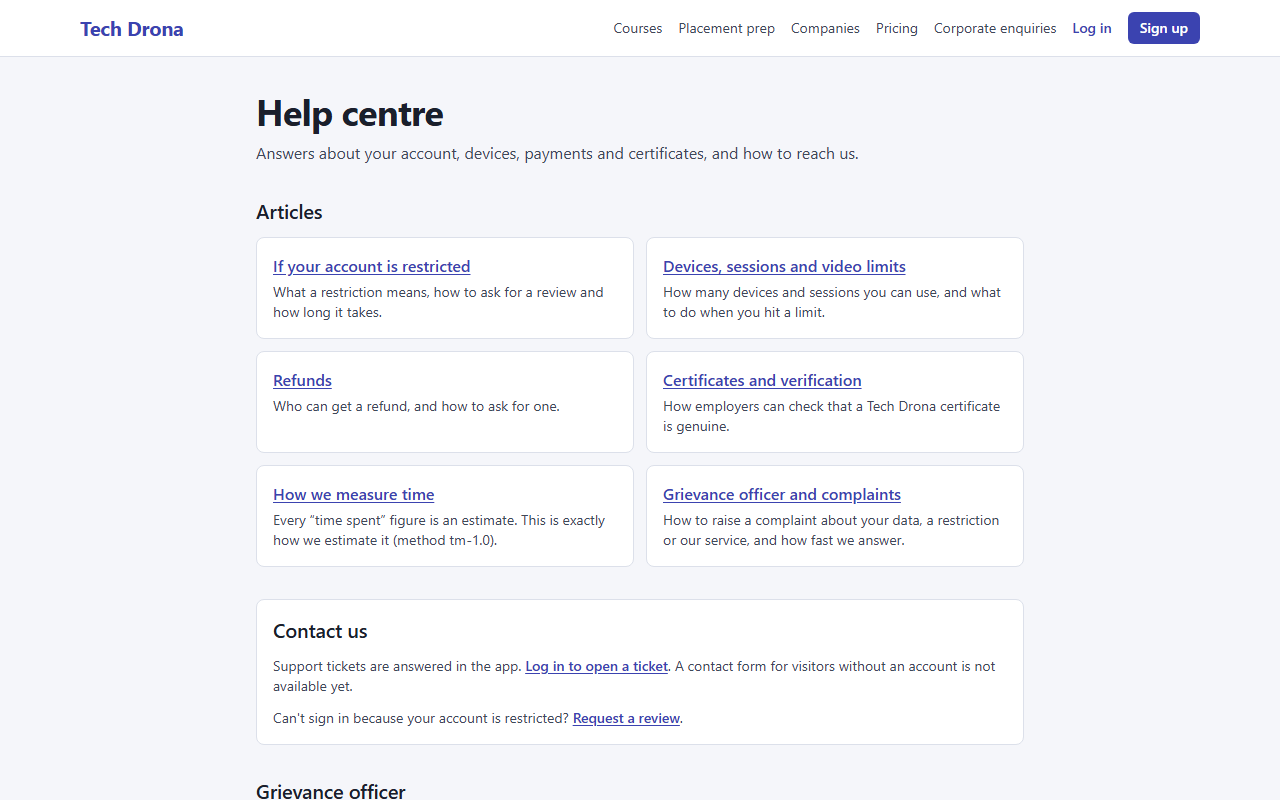 Tech Drona
Courses
Placement prep
Companies
Pricing
Corporate enquiries
Log in
Sign up
Help centre
Answers about your account, devices, payments and certificates, and how to reach us.
Articles
If your account is restricted
What a restriction means, how to ask for a review and
how long it takes.
Devices, sessions and video limits
How many devices and sessions you can use, and what
to do when you hit a limit.
Refunds
Who can get a refund, and how to ask for one.
Certificates and verification
How employers can check that a Tech Drona certificate
is genuine.
How we measure time
Every “time spent” figure is an estimate. This is exactly
how we estimate it (method tm-1.0).
Grievance officer and complaints
How to raise a complaint about your data, a restriction
or our service, and how fast we answer.
Contact us
Support tickets are answered in the app. Log in to open a ticket. A contact form for visitors without an account is not
available yet.
Can't sign in because your account is restricted? Request a review.
Grievance officer